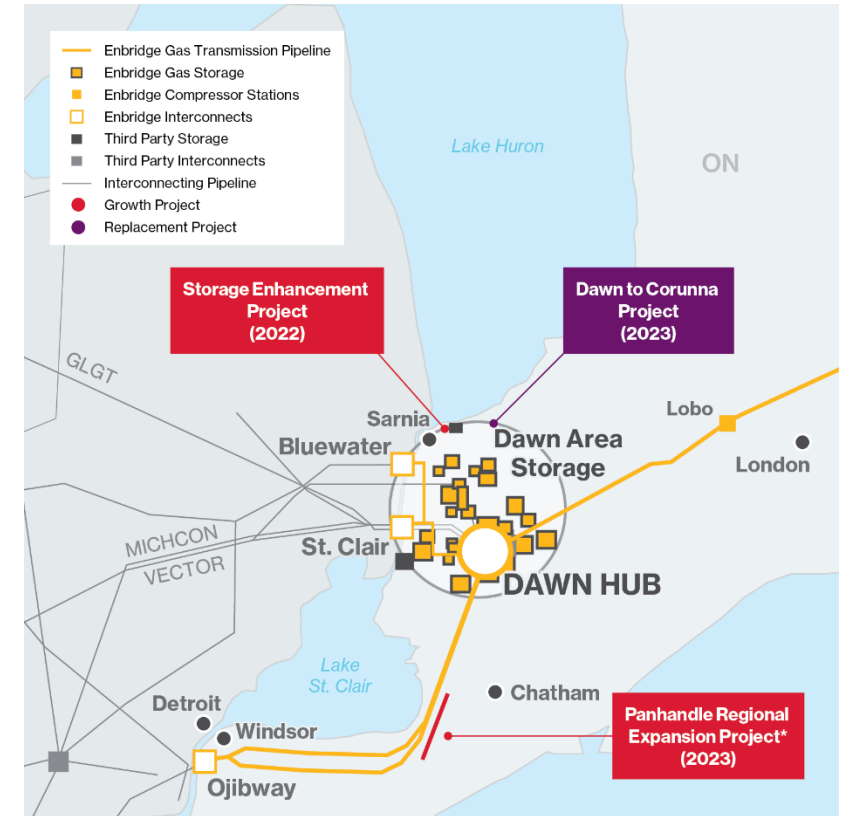 Enbridge Gas Transmission Pipeline
Enbridge Gas Storage
Enbridge Compressor Stations
Enbridge Interconnects
Third Party Storage
Third Party Interconnects
Interconnecting Pipeline
Growth Project
Replacement Project
Lake Huron
ON
Storage Enhancement
Project
(2022)
Dawn to Corunna
Project
(2023)
GLGT
Sarnia
Lobo
Bluewater
Dawn Area
Storage
London
MICHCON
VECTOR
St. Clair
DAWN HUB
Lake
St. Clair
Chatham
Detroit
Windsor
Panhandle Regional
Expansion Project*
(2023)
Ojibway